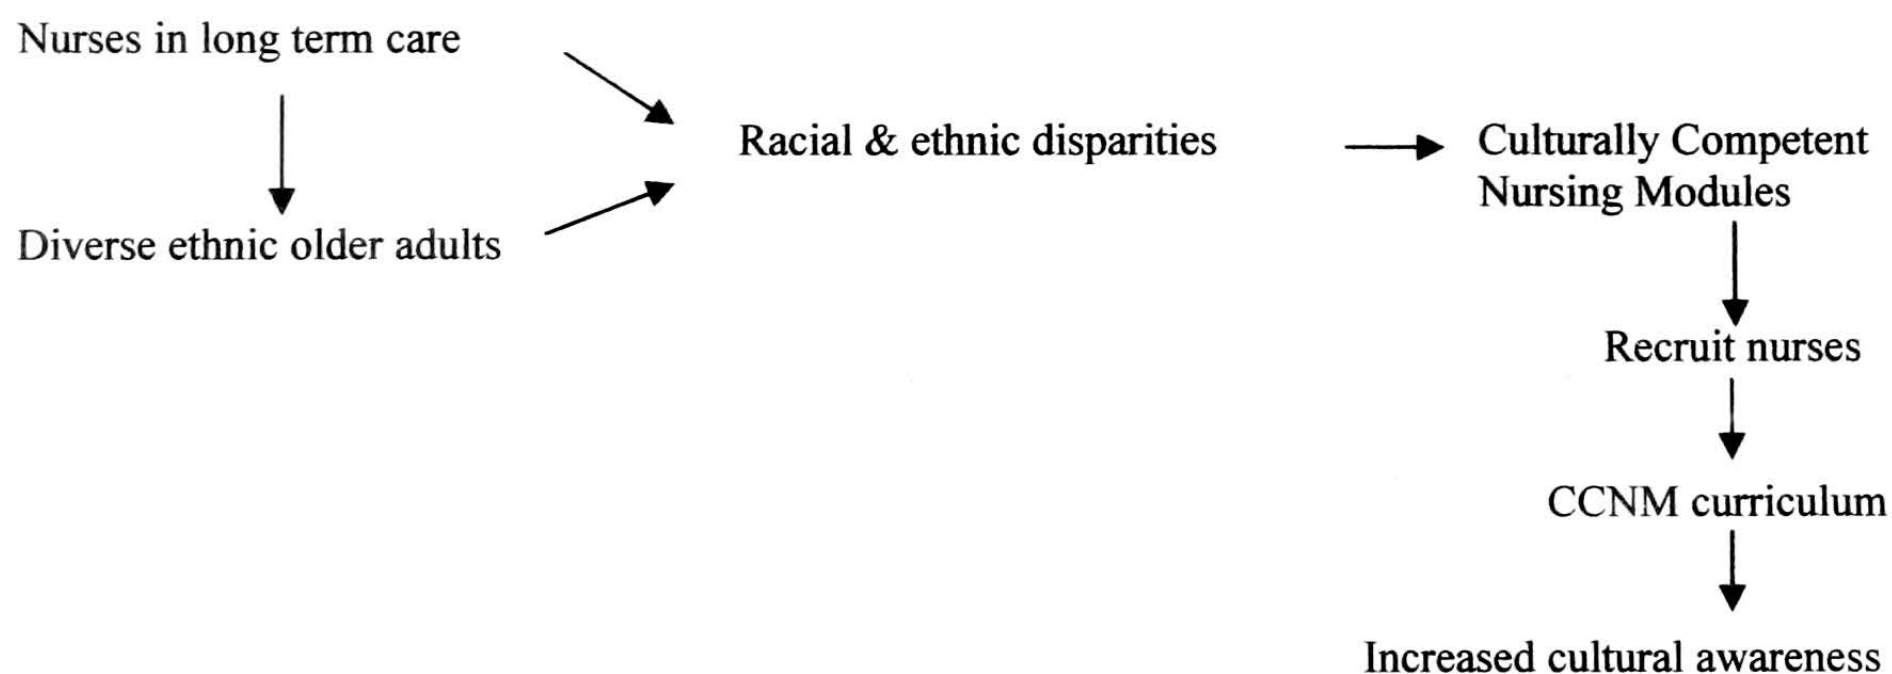 Nurses in long term care
Diverse ethnic older adults
Racial & ethnic disparities
Culturally Competent
Nursing Modules
Recruit nurses
CCNM curriculum
Increased cultural awareness